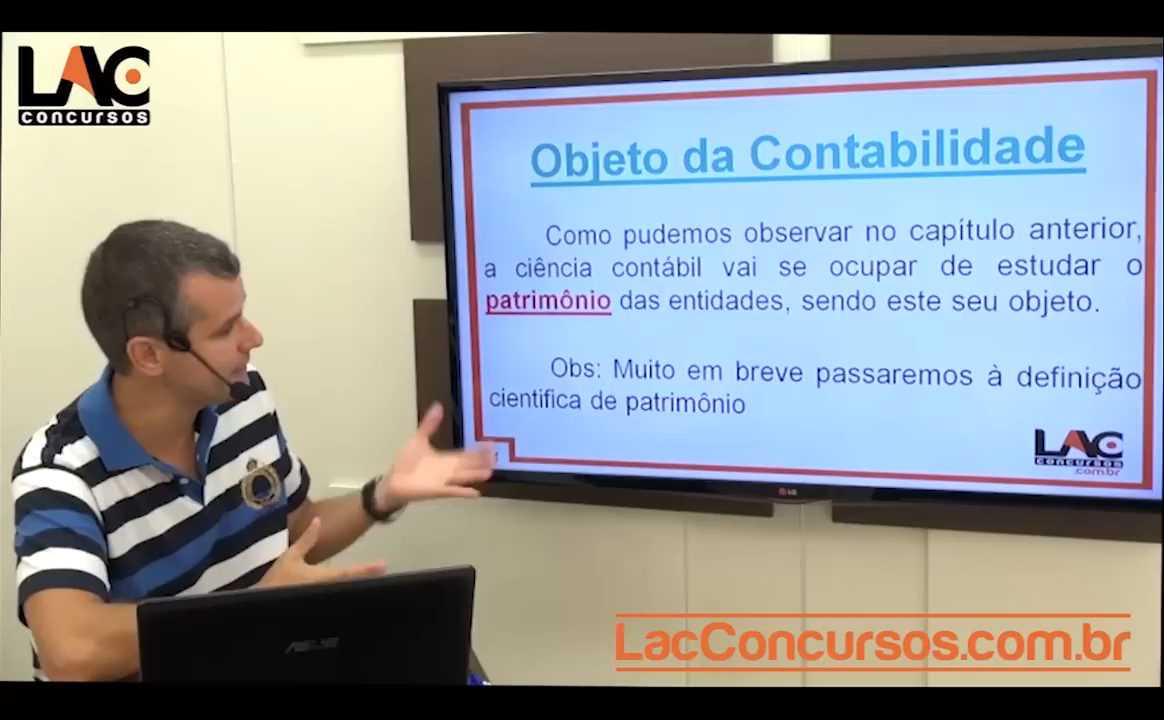 LAC
concursos
Objeto da Contabilidade
Como pudemos observar no capítulo anterior,
a ciência contábil vai se ocupar de estudar o
patrimônio das entidades, sendo este seu objeto.
Obs: Muito em breve passaremos à definição
cientifica de patrimônio
LAC
concursos
.com.br
LG
ASUS
LacConcursos.com.br